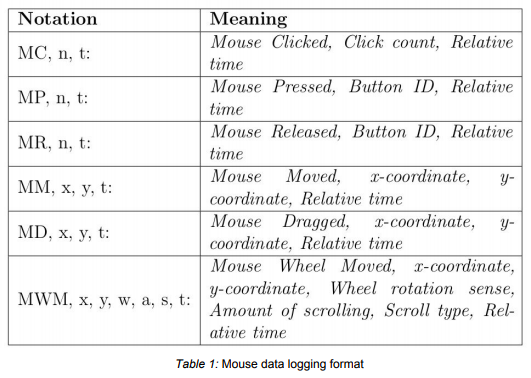 Notation Meaning
MC, n, t: Mouse Clicked, Click count, Relative
time
MP, n, t: Mouse Pressed, Button ID, Relative
time
MR, n, t: Mouse Released, Button ID, Relative
time
MM, x, y, t: Mouse Moved, x-coordinate, y-
coordinate, Relative time
MD, x, y, t: Mouse Dragged, x-coordinate, y-
coordinate, Relative time
MWM, x, y, w, a, s, t: Mouse Wheel Moved, x-coordinate,
y-coordinate, Wheel rotation sense,
Amount of scrolling, Scroll type, Rel-
ative time
Table 1: Mouse data logging format